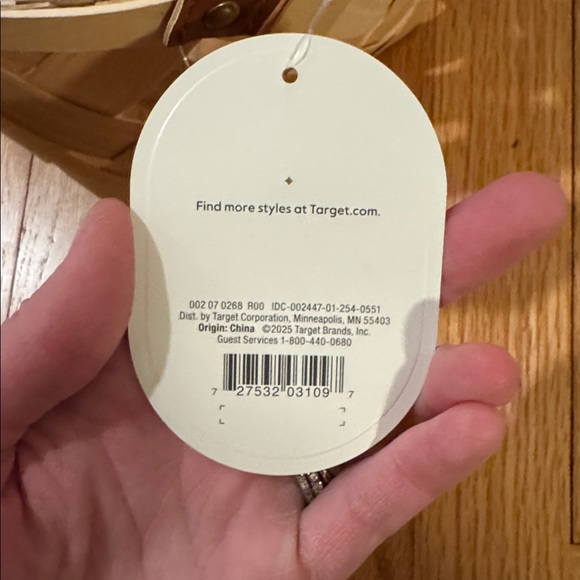 Find more styles at Target.com.
002 07 0268 R00 IDC-002447-01-254-0551
Dist. by Target Corporation, Minneapolis, MN 55403
Origin: China ©2025 Target Brands, Inc.
Guest Services 1-800-440-0680
7 27532 03109 7